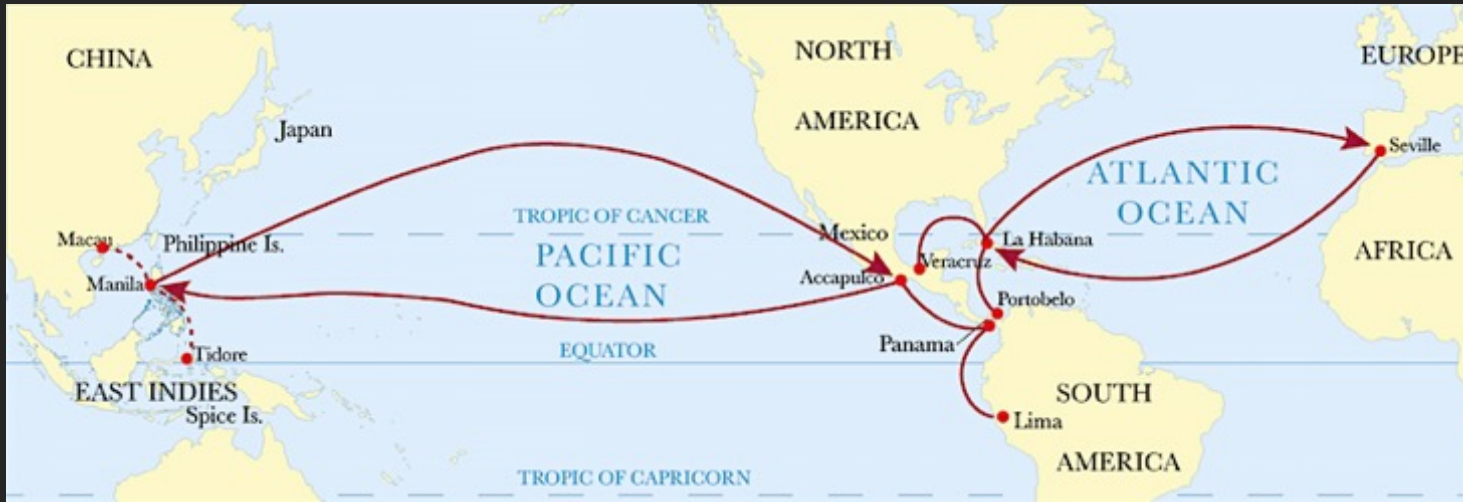 CHINA
NORTH
AMERICA
EUROPE
Japan
Seville
ATLANTIC
OCEAN
TROPIC OF CANCER
Macau
Philippine Is.
Mexico
La Habana
AFRICA
PACIFIC
OCEAN
Manila
Accapulco
Veracruz
Portobelo
Panama
Tidore
EQUATOR
EAST INDIES
Spice Is.
SOUTH
AMERICA
Lima
TROPIC OF CAPRICORN